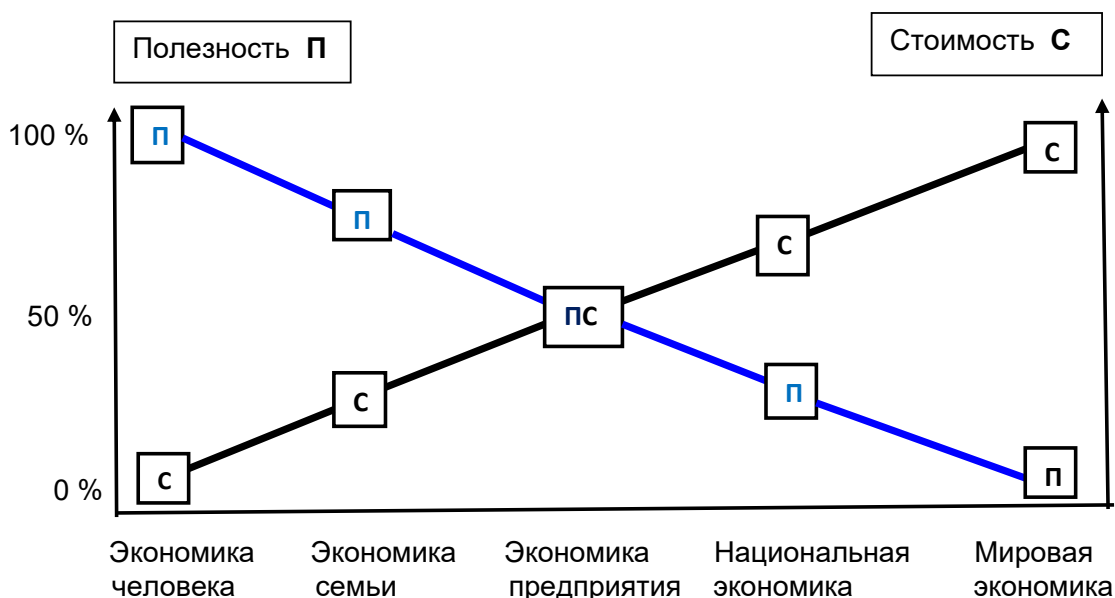 Полезность П
Стоимость С
100 %
П
С
П
С
50 %
ПС
П
С
0 %
С
П
Экономика Экономика Экономика Национальная Мировая
человека семьи предприятия экономика экономика